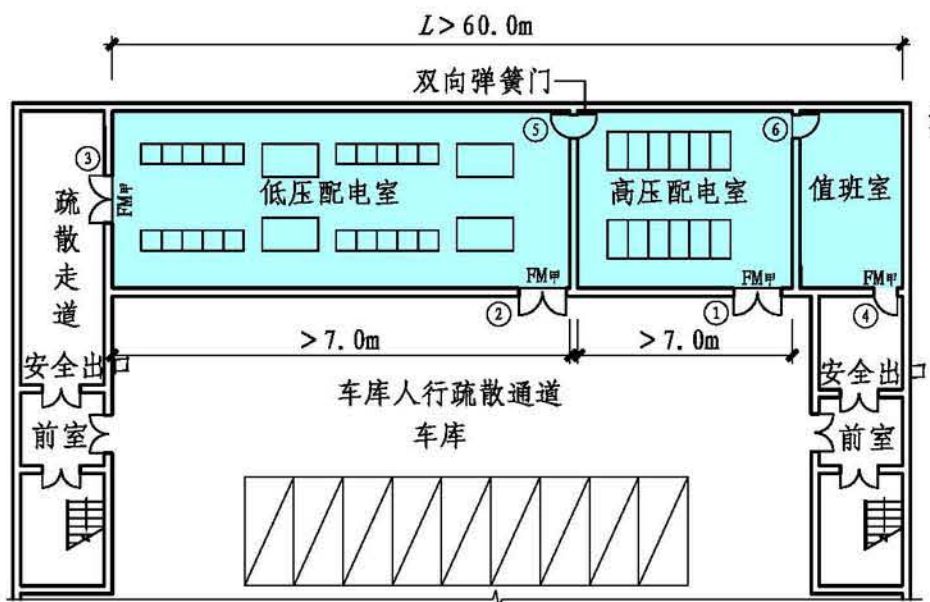 L＞60.0m
双向弹簧门
⑤
⑥
③
低压配电室
高压配电室
值班室
FM甲
疏散走道
FM甲
FM甲
FM甲
②
①
④
＞7.0m
＞7.0m
安全出口
安全出口
车库人行疏散通道
前室
车库
前室